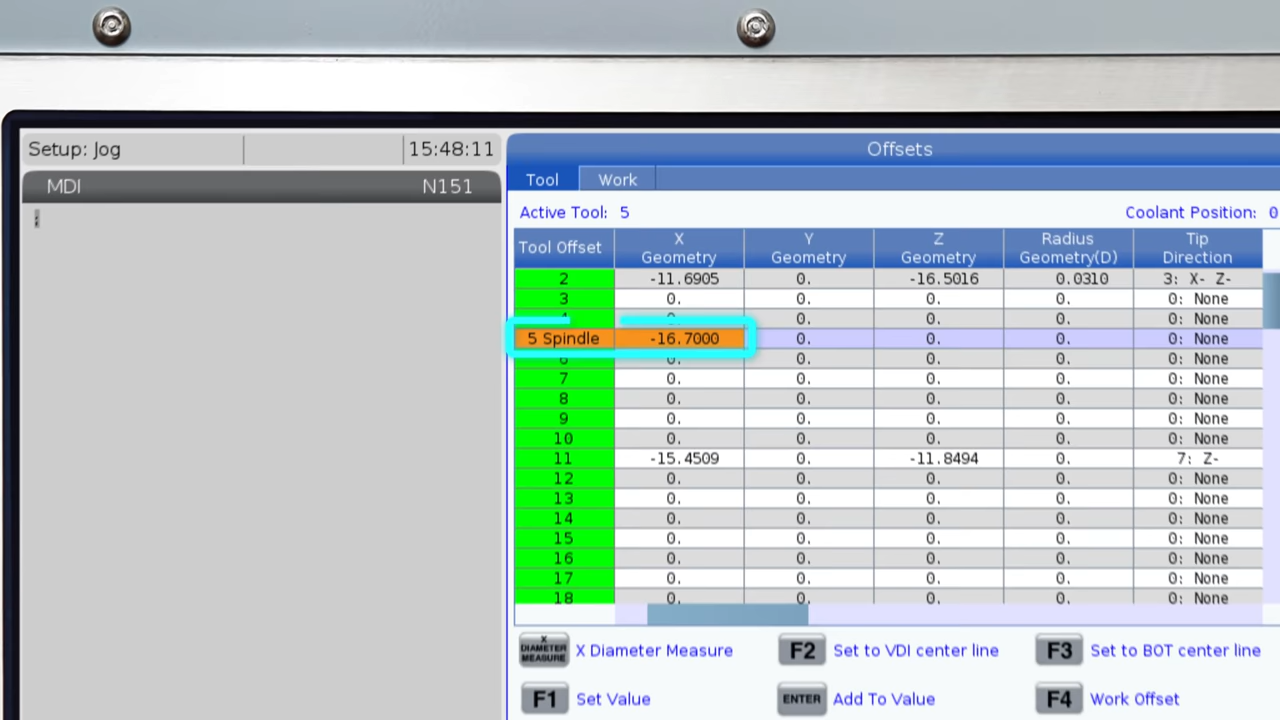 Setup: Jog 15:48:11
MDI N151
Offsets
Tool Work
Active Tool: 5 Coolant Position: 0
Tool Offset X Geometry Y Geometry Z Geometry Radius Geometry(D) Tip Direction
2 -11.6905 0. -16.5016 0.0310 3: X- Z-
3 0. 0. 0. 0. 0: None
4 0. 0. 0. 0. 0: None
5 Spindle -16.7000 0. 0. 0. 0: None
6 0. 0. 0. 0. 0: None
7 0. 0. 0. 0. 0: None
8 0. 0. 0. 0. 0: None
9 0. 0. 0. 0. 0: None
10 0. 0. 0. 0. 0: None
11 -15.4509 0. -11.8494 0. 7: Z-
12 0. 0. 0. 0. 0: None
13 0. 0. 0. 0. 0: None
14 0. 0. 0. 0. 0: None
15 0. 0. 0. 0. 0: None
16 0. 0. 0. 0. 0: None
17 0. 0. 0. 0. 0: None
18 0. 0. 0. 0. 0: None
X DIAMETER MEASURE X Diameter Measure F2 Set to VDI center line F3 Set to BOT center line
F1 Set Value ENTER Add To Value F4 Work Offset